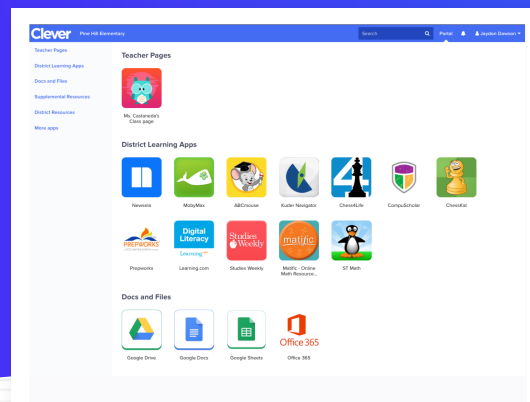 Clever
Pine Hill Elementary
Search
Portal
Jaydon Dawson
Teacher Pages
District Learning Apps
Docs and Files
Supplemental Resources
District Resources
More apps
Teacher Pages
Ms. Castaneda's
Class page
District Learning Apps
Newsela
MobyMax
ABCmouse
Kuder Navigator
4
Chess4Life
CompuScholar
ChessKid
PREPWORKS
Prepworks
Digital
Literacy
Learning.com
Learning.com
Studies
Weekly
Studies Weekly
matific
Matific - Online
Math Resource...
ST Math
Docs and Files
Google Drive
Google Docs
Google Sheets
Office 365
Office 365